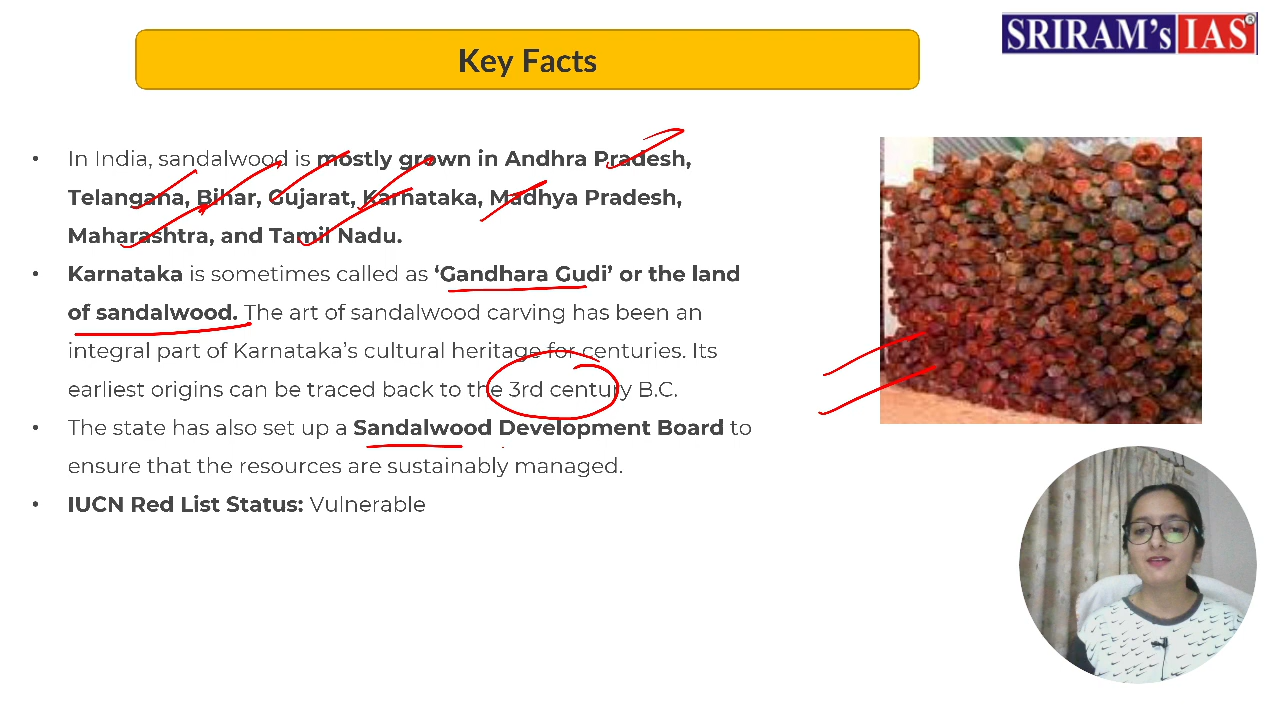 SRIRAM's IAS
Key Facts
• In India, sandalwood is mostly grown in Andhra Pradesh,
Telangana, Bihar, Gujarat, Karnataka, Madhya Pradesh,
Maharashtra, and Tamil Nadu.
• Karnataka is sometimes called as ‘Gandhara Gudi’ or the land
of sandalwood. The art of sandalwood carving has been an
integral part of Karnataka’s cultural heritage for centuries. Its
earliest origins can be traced back to the 3rd century B.C.
• The state has also set up a Sandalwood Development Board to
ensure that the resources are sustainably managed.
• IUCN Red List Status: Vulnerable